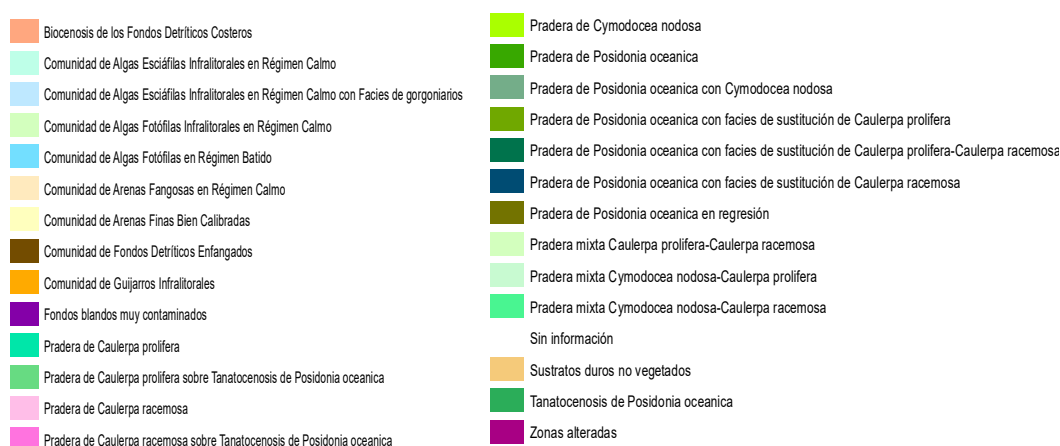 Biocenosis de los Fondos Detríticos Costeros
Comunidad de Algas Esciáfilas Infralitorales en Régimen Calmo
Comunidad de Algas Esciáfilas Infralitorales en Régimen Calmo con Facies de gorgoniarios
Comunidad de Algas Fotófilas Infralitorales en Régimen Calmo
Comunidad de Algas Fotófilas en Régimen Batido
Comunidad de Arenas Fangosas en Régimen Calmo
Comunidad de Arenas Finas Bien Calibradas
Comunidad de Fondos Detríticos Enfangados
Comunidad de Guijarros Infralitorales
Fondos blandos muy contaminados
Pradera de Caulerpa prolifera
Pradera de Caulerpa prolifera sobre Tanatocenosis de Posidonia oceanica
Pradera de Caulerpa racemosa
Pradera de Caulerpa racemosa sobre Tanatocenosis de Posidonia oceanica
Pradera de Cymodocea nodosa
Pradera de Posidonia oceanica
Pradera de Posidonia oceanica con Cymodocea nodosa
Pradera de Posidonia oceanica con facies de sustitución de Caulerpa prolifera
Pradera de Posidonia oceanica con facies de sustitución de Caulerpa prolifera-Caulerpa racemosa
Pradera de Posidonia oceanica con facies de sustitución de Caulerpa racemosa
Pradera de Posidonia oceanica en regresión
Pradera mixta Caulerpa prolifera-Caulerpa racemosa
Pradera mixta Cymodocea nodosa-Caulerpa prolifera
Pradera mixta Cymodocea nodosa-Caulerpa racemosa
Sin información
Sustratos duros no vegetados
Tanatocenosis de Posidonia oceanica
Zonas alteradas